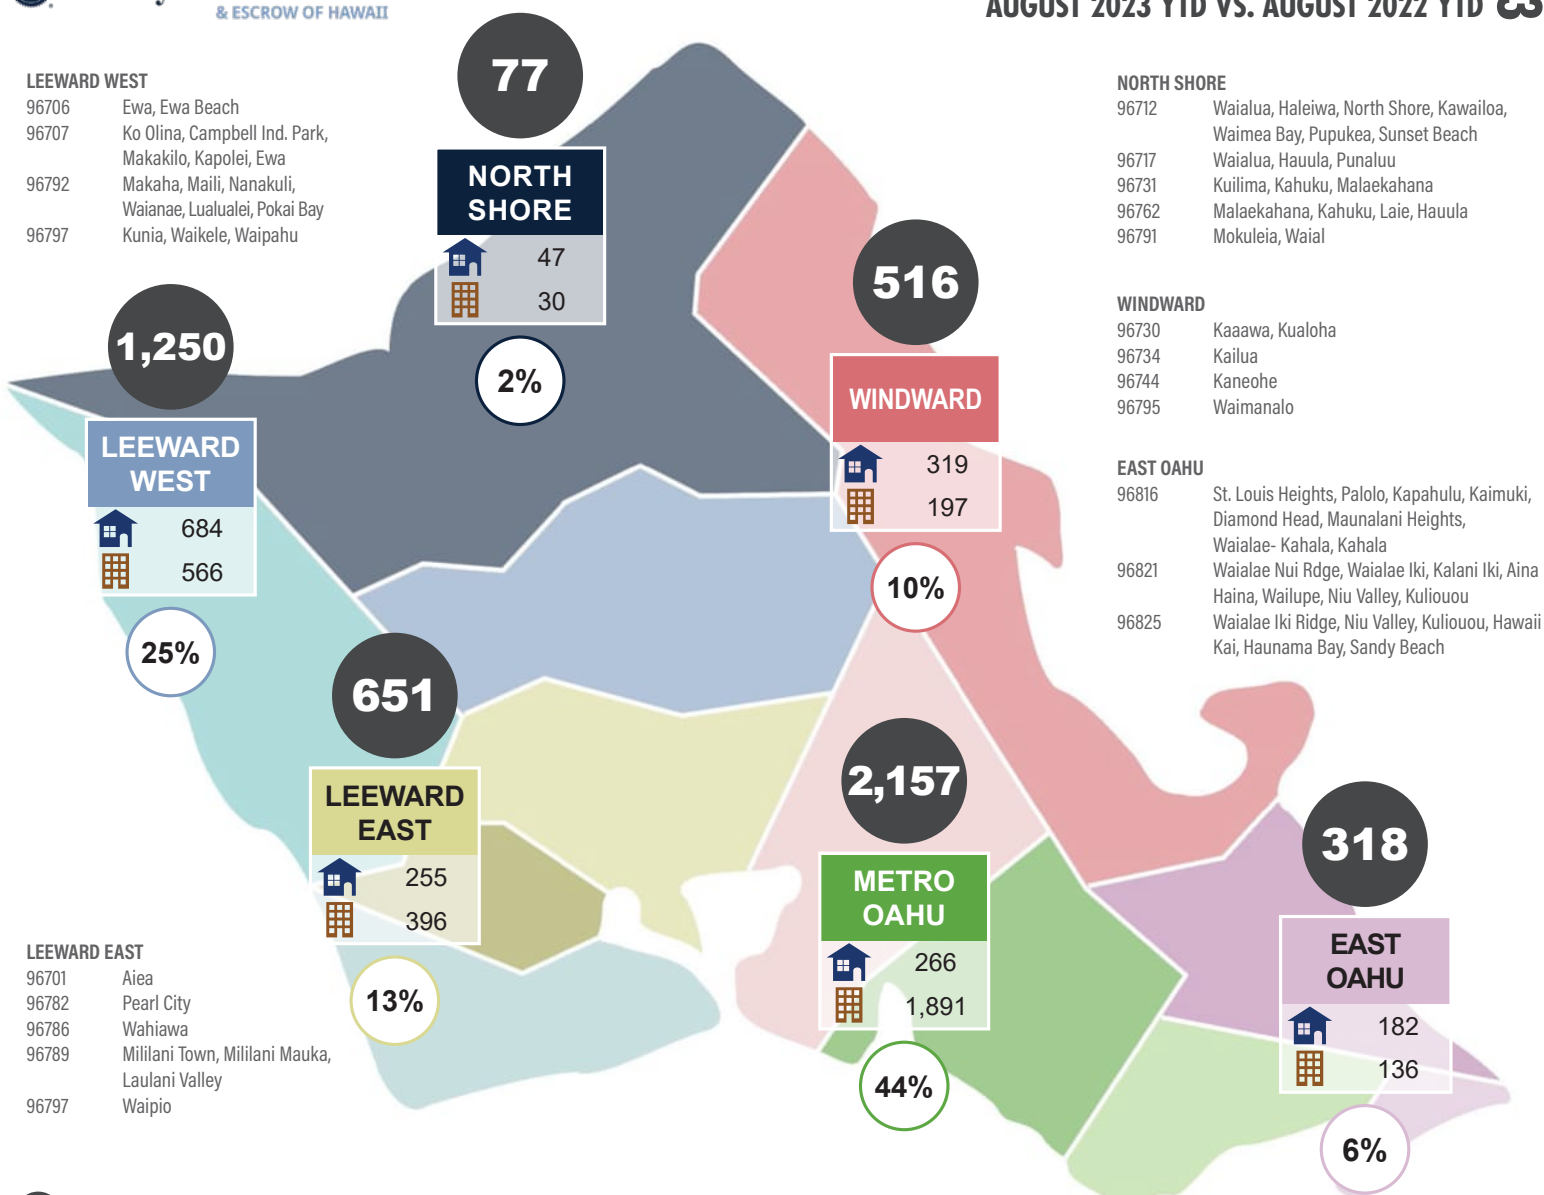 & ESCROW OF HAWAII
AUGUST 2023 YTD VS. AUGUST 2022 YTD
LEEWARD WEST
96706 Ewa, Ewa Beach
96707 Ko Olina, Campbell Ind. Park,
Makakilo, Kapolei, Ewa
96792 Makaha, Maili, Nanakuli,
Waianae, Lualualei, Pokai Bay
96797 Kunia, Waikele, Waipahu
77
NORTH
SHORE
47
30
2%
NORTH SHORE
96712 Waialua, Haleiwa, North Shore, Kawailoa,
Waimea Bay, Pupukea, Sunset Beach
96717 Waialua, Hauula, Punaluu
96731 Kuilima, Kahuku, Malaekahana
96762 Malaekahana, Kahuku, Laie, Hauula
96791 Mokuleia, Waial
WINDWARD
96730 Kaaawa, Kualoha
96734 Kailua
96744 Kaneohe
96795 Waimanalo
EAST OAHU
96816 St. Louis Heights, Palolo, Kapahulu, Kaimuki,
Diamond Head, Maunalani Heights,
Waialae- Kahala, Kahala
96821 Waialae Nui Rdge, Waialae Iki, Kalani Iki, Aina
Haina, Wailupe, Niu Valley, Kuliouou
96825 Waialae Iki Ridge, Niu Valley, Kuliouou, Hawaii
Kai, Haunama Bay, Sandy Beach
1,250
LEEWARD
WEST
684
566
25%
516
WINDWARD
319
197
10%
651
LEEWARD
EAST
255
396
13%
2,157
METRO
OAHU
266
1,891
44%
318
EAST
OAHU
182
136
6%
LEEWARD EAST
96701 Aiea
96782 Pearl City
96786 Wahiawa
96789 Mililani Town, Mililani Mauka,
Laulani Valley
96797 Waipio